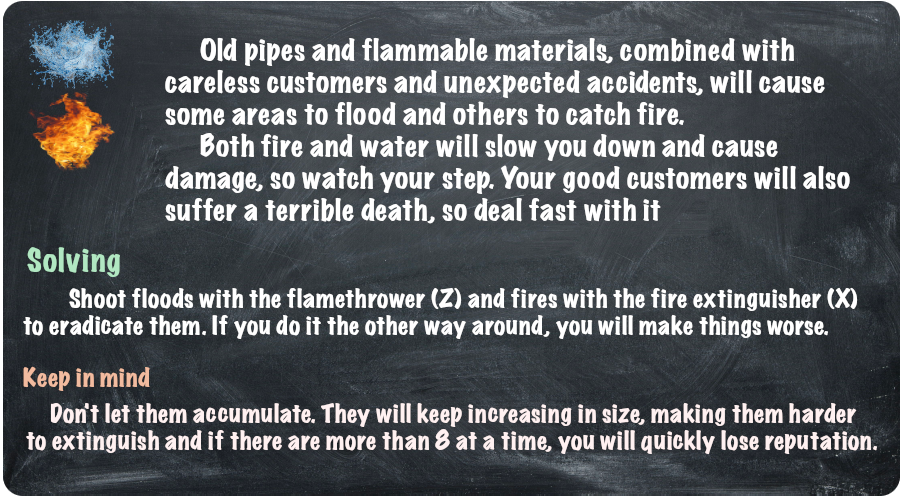 Old pipes and flammable materials, combined with
careless customers and unexpected accidents, will cause
some areas to flood and others to catch fire.
Both fire and water will slow you down and cause
damage, so watch your step. Your good customers will also
suffer a terrible death, so deal fast with it
Solving
Shoot floods with the flamethrower (Z) and fires with the fire extinguisher (X)
to eradicate them. If you do it the other way around, you will make things worse.
Keep in mind
Don't let them accumulate. They will keep increasing in size, making them harder
to extinguish and if there are more than 8 at a time, you will quickly lose reputation.